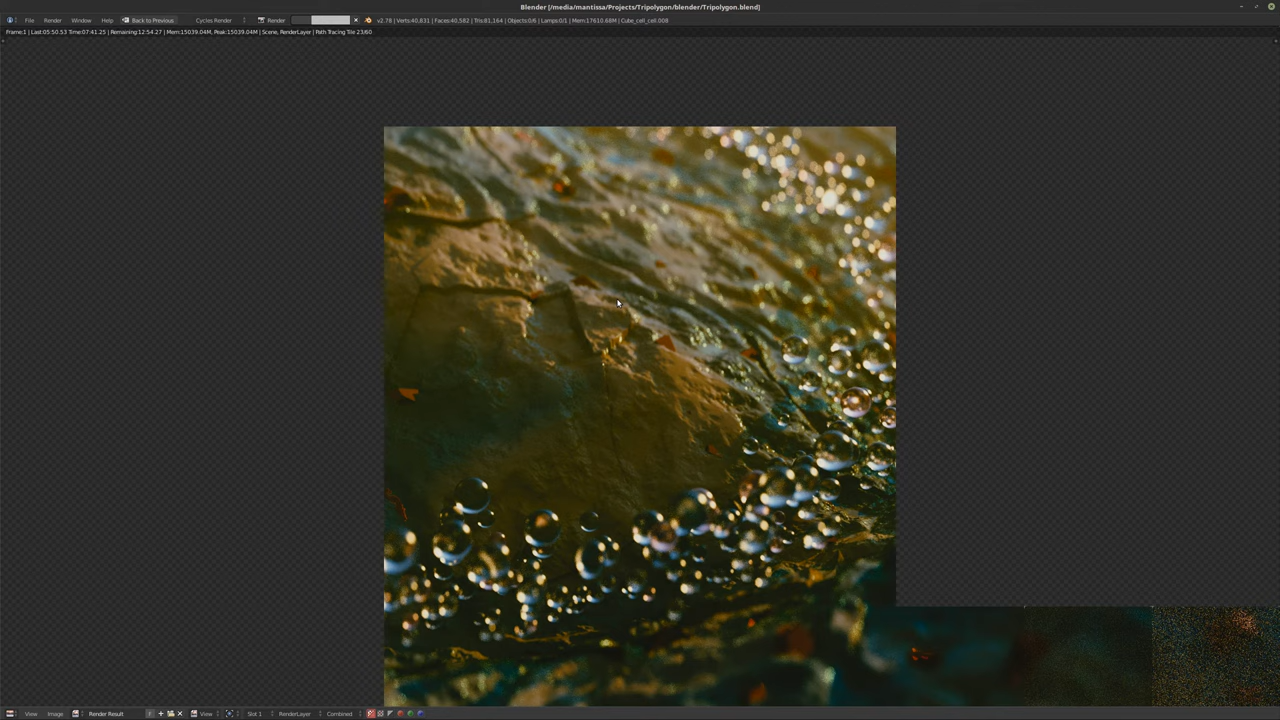 Blender [/media/mantissa/Projects/Tripolygon/blender/Tripolygon.blend]
File Render Window Help Back to Previous Cycles Render Render v2.78 | Verts:40,831 | Faces:40,582 | Tris:81,164 | Objects:0/6 | Lamps:0/1 | Mem:17610.68M | Cube_cell_cell.008
Frame:1 | Last:05:50.53 Time:07:41.25 | Remaining:12:54.27 | Mem:15039.04M, Peak:15039.04M | Scene, RenderLayer | Path Tracing Tile 23/60
View Image Render Result F View Slot 1 RenderLayer Combined